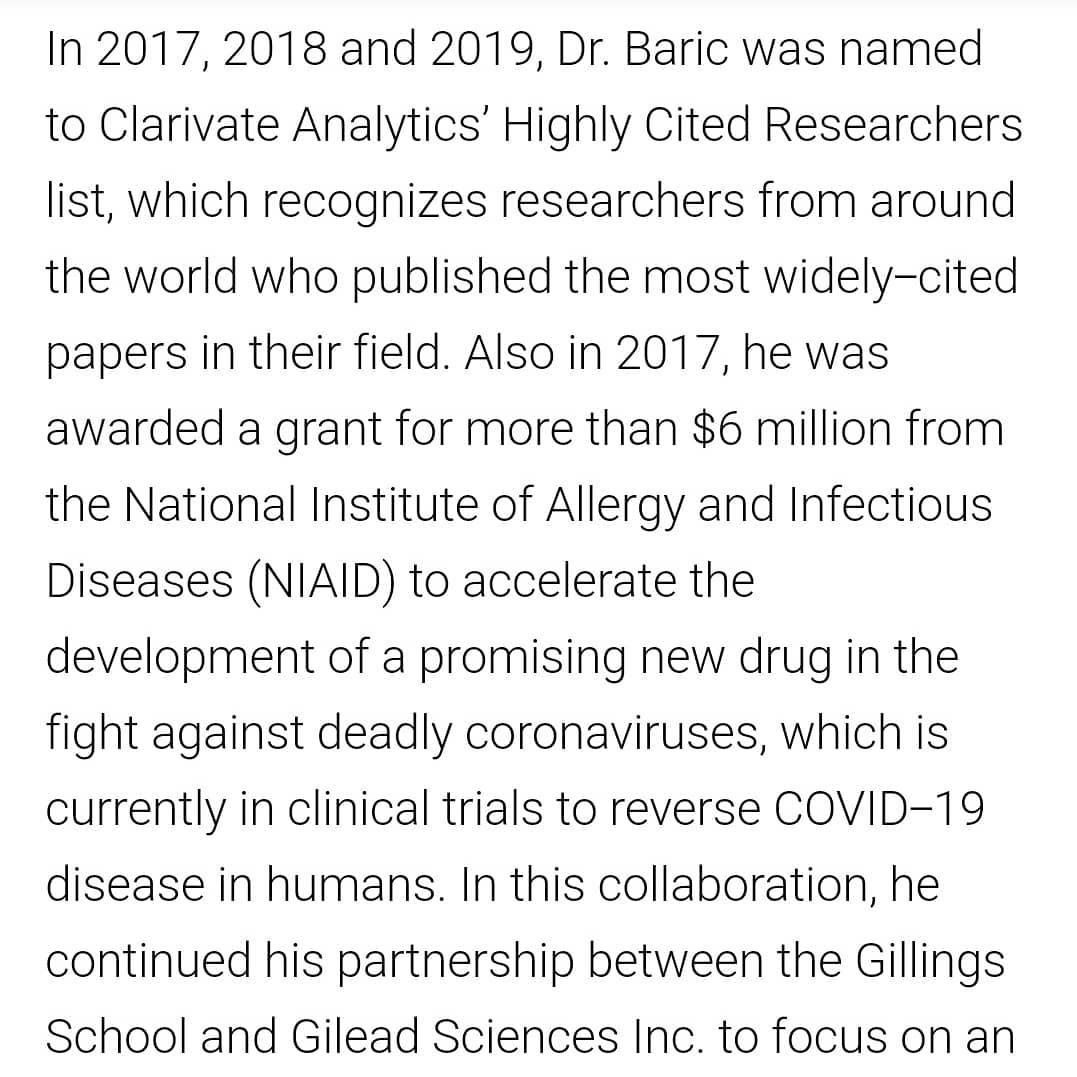 In 2017, 2018 and 2019, Dr. Baric was named
to Clarivate Analytics’ Highly Cited Researchers
list, which recognizes researchers from around
the world who published the most widely-cited
papers in their field. Also in 2017, he was
awarded a grant for more than $6 million from
the National Institute of Allergy and Infectious
Diseases (NIAID) to accelerate the
development of a promising new drug in the
fight against deadly coronaviruses, which is
currently in clinical trials to reverse COVID-19
disease in humans. In this collaboration, he
continued his partnership between the Gillings
School and Gilead Sciences Inc. to focus on an